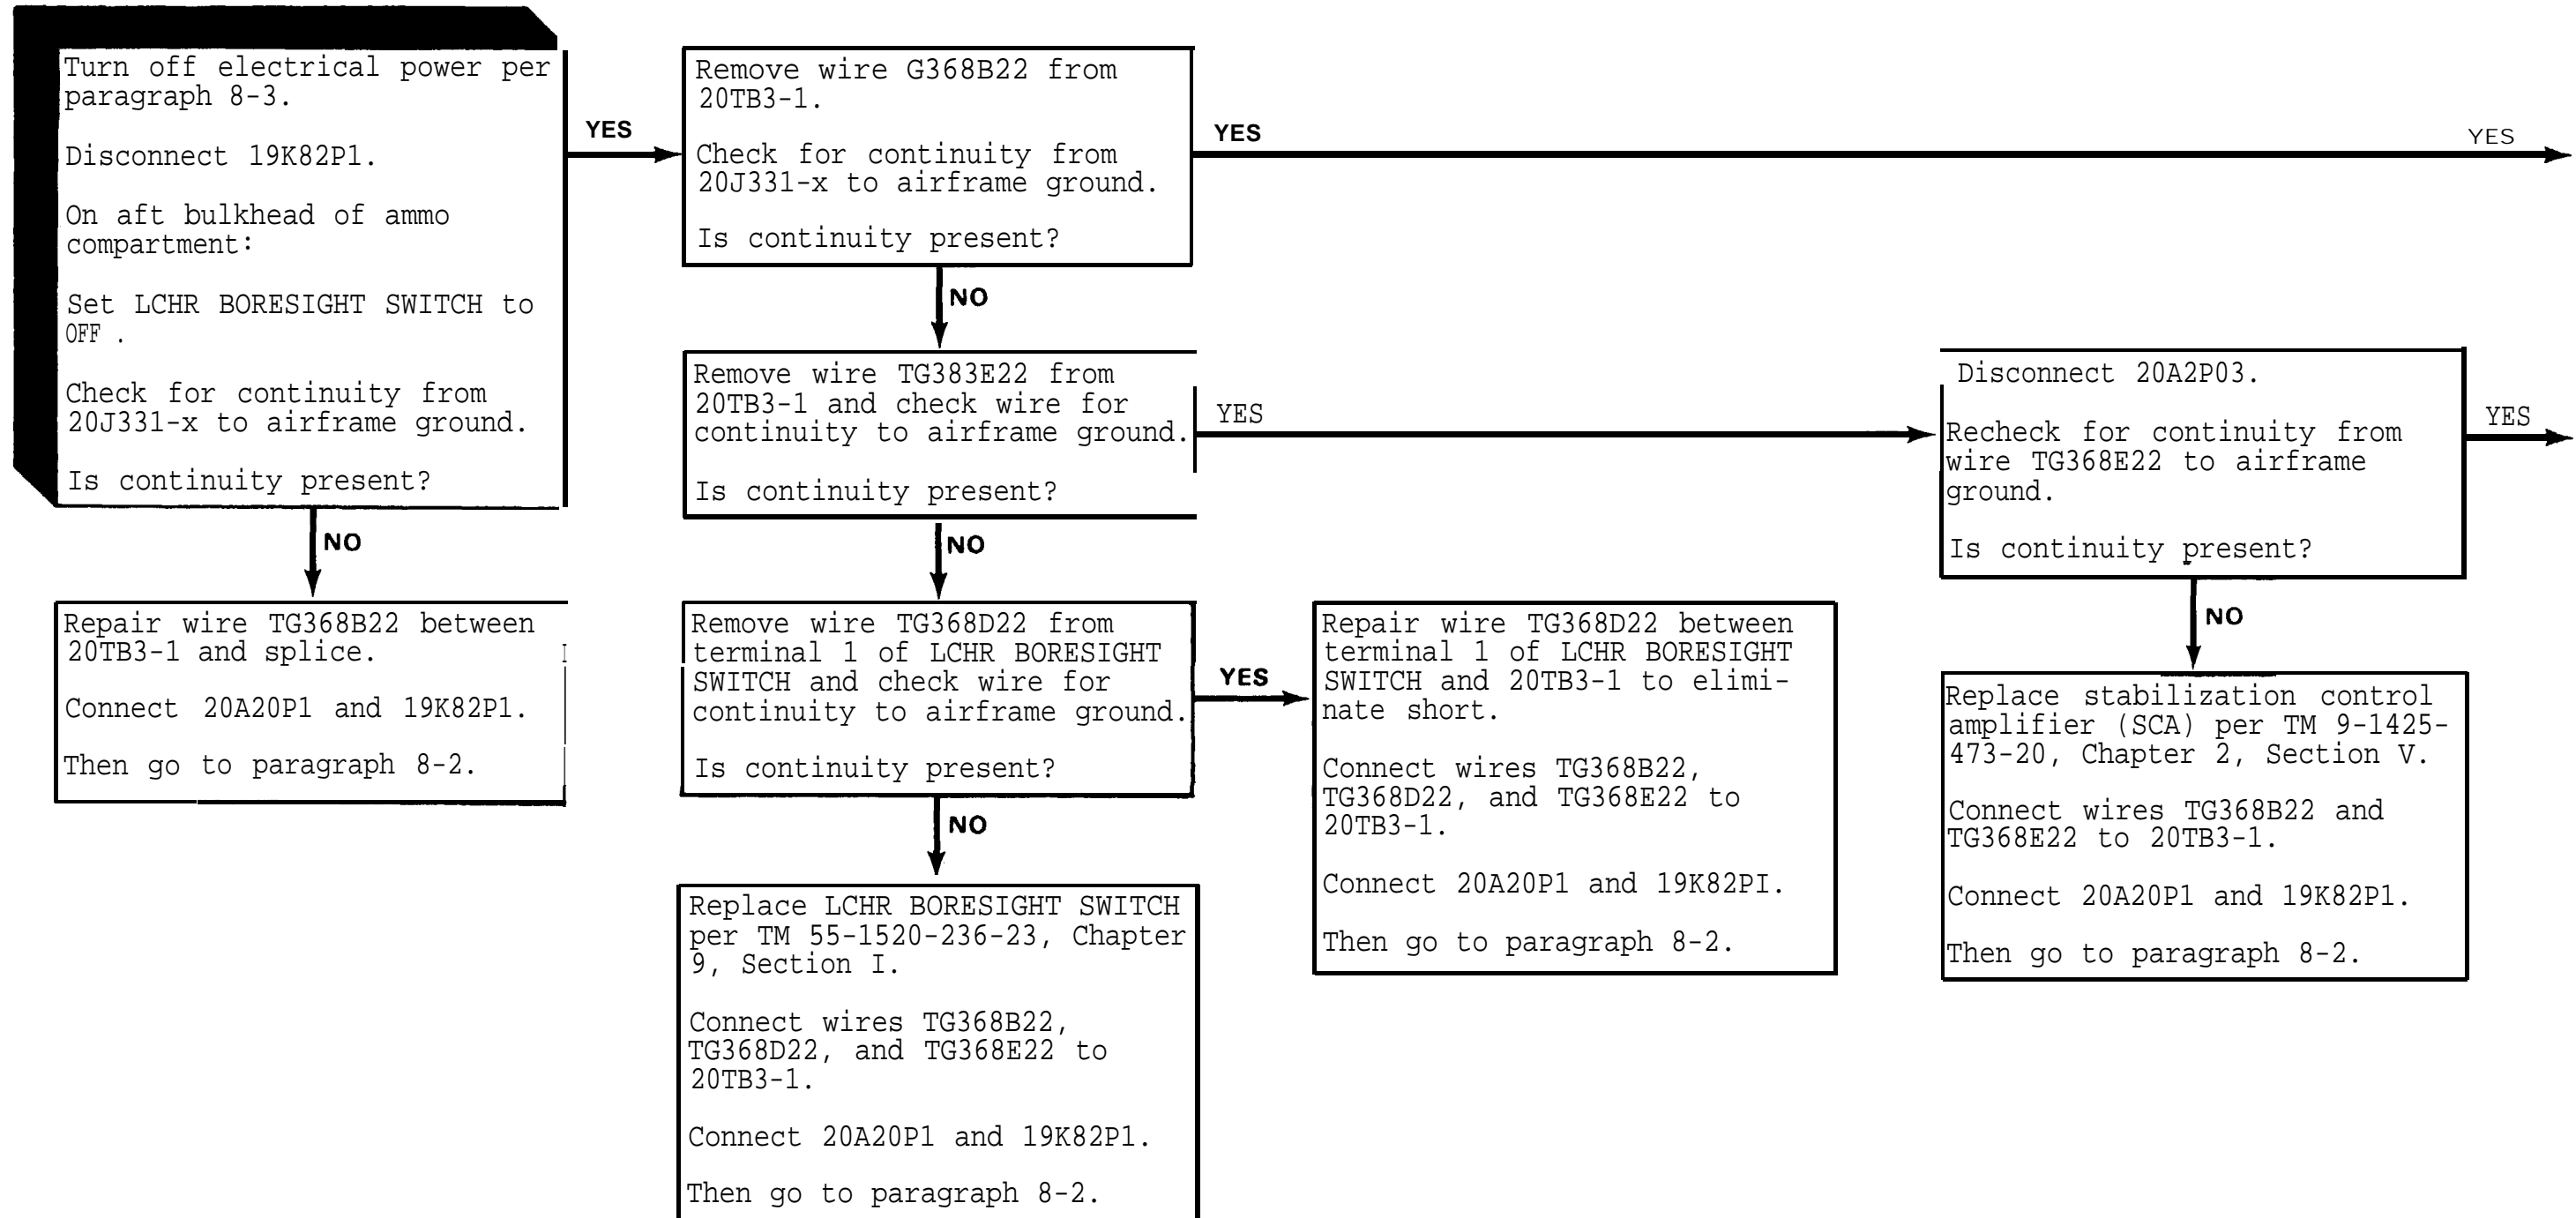 Turn off electrical power per
paragraph 8-3.
Disconnect 19K82P1.
On aft bulkhead of ammo
compartment:
Set LCHR BORESIGHT SWITCH to
OFF .
Check for continuity from
20J331-x to airframe ground.
Is continuity present?
YES
NO
Repair wire TG368B22 between
20TB3-1 and splice.
Connect 20A20P1 and 19K82P1.
Then go to paragraph 8-2.
Remove wire G368B22 from
20TB3-1.
Check for continuity from
20J331-x to airframe ground.
Is continuity present?
YES
YES
NO
Remove wire TG383E22 from
20TB3-1 and check wire for
continuity to airframe ground.
Is continuity present?
YES
NO
Remove wire TG368D22 from
terminal 1 of LCHR BORESIGHT
SWITCH and check wire for
continuity to airframe ground.
Is continuity present?
YES
NO
Replace LCHR BORESIGHT SWITCH
per TM 55-1520-236-23, Chapter
9, Section I.
Connect wires TG368B22,
TG368D22, and TG368E22 to
20TB3-1.
Connect 20A20P1 and 19K82P1.
Then go to paragraph 8-2.
Repair wire TG368D22 between
terminal 1 of LCHR BORESIGHT
SWITCH and 20TB3-1 to elimi-
nate short.
Connect wires TG368B22,
TG368D22, and TG368E22 to
20TB3-1.
Connect 20A20P1 and 19K82PI.
Then go to paragraph 8-2.
Disconnect 20A2P03.
Recheck for continuity from
wire TG368E22 to airframe
ground.
Is continuity present?
YES
NO
Replace stabilization control
amplifier (SCA) per TM 9-1425-
473-20, Chapter 2, Section V.
Connect wires TG368B22 and
TG368E22 to 20TB3-1.
Connect 20A20P1 and 19K82P1.
Then go to paragraph 8-2.